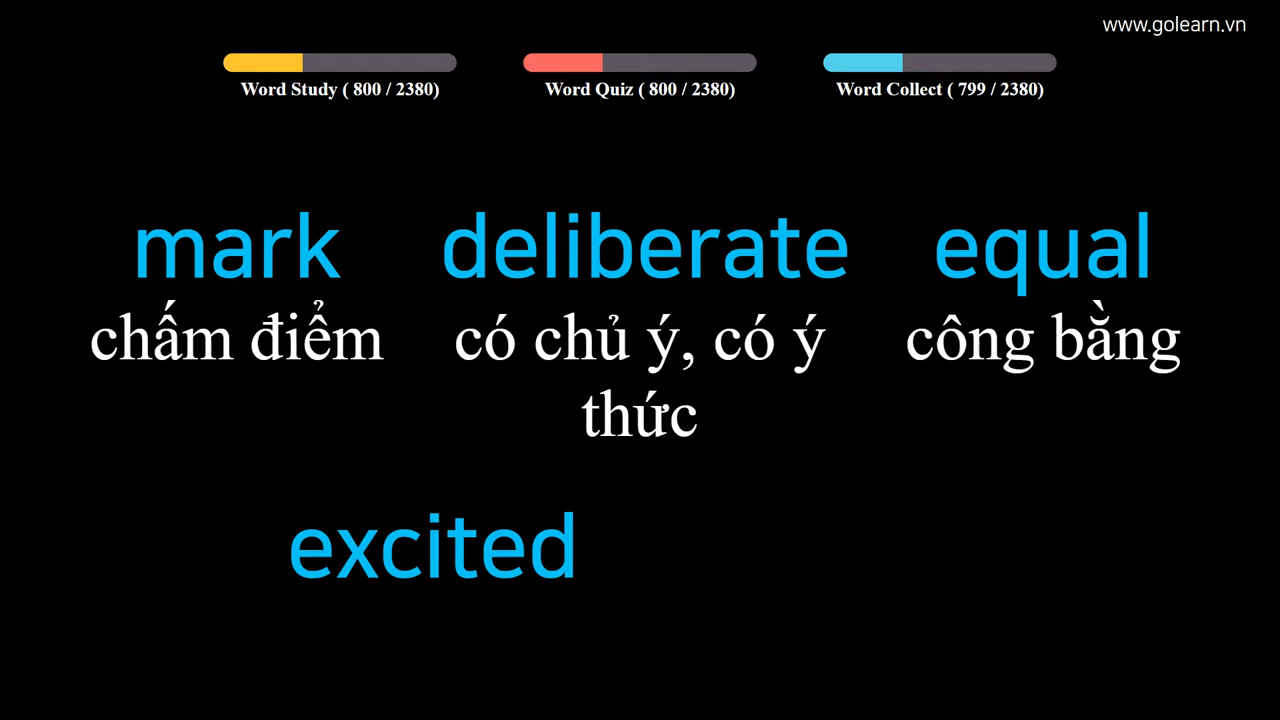 www.golearn.vn
Word Study ( 800 / 2380)
Word Quiz ( 800 / 2380)
Word Collect ( 799 / 2380)
mark
chấm điểm
deliberate
có chủ ý, có ý
thức
equal
công bằng
excited